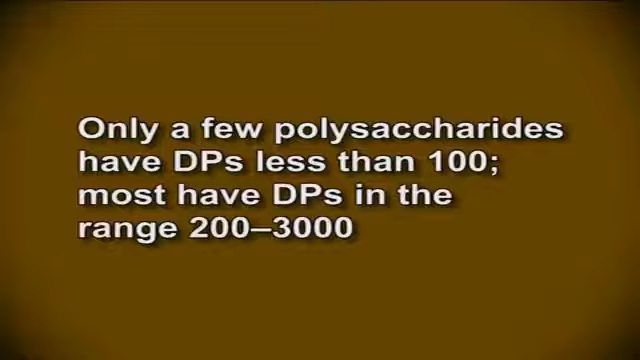 Only a few polysaccharides
have DPs less than 100;
most have DPs in the
range 200–3000